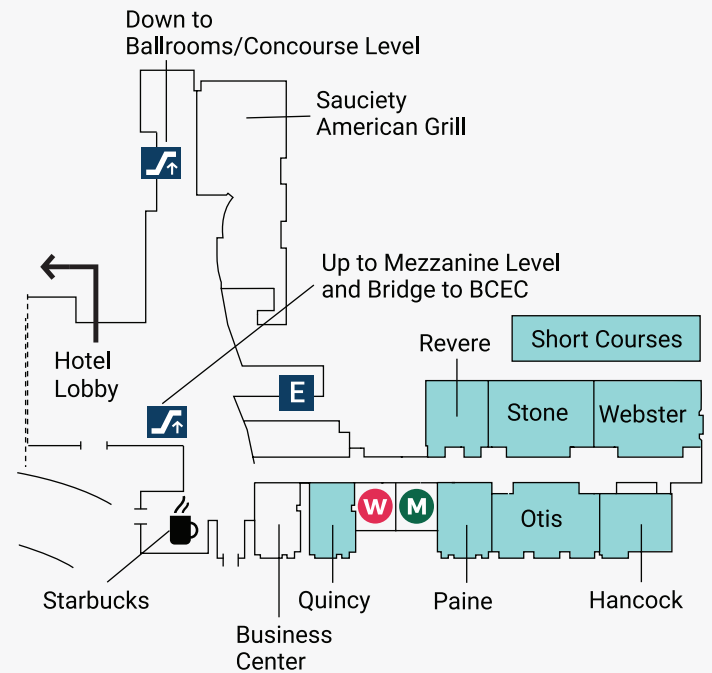 Down to
Ballrooms/Concourse Level
Sauciety
American Grill
Up to Mezzanine Level
and Bridge to BCEC
Hotel
Lobby
Revere
Short Courses
E
Stone
Webster
W
M
Otis
Starbucks
Quincy
Paine
Hancock
Business
Center